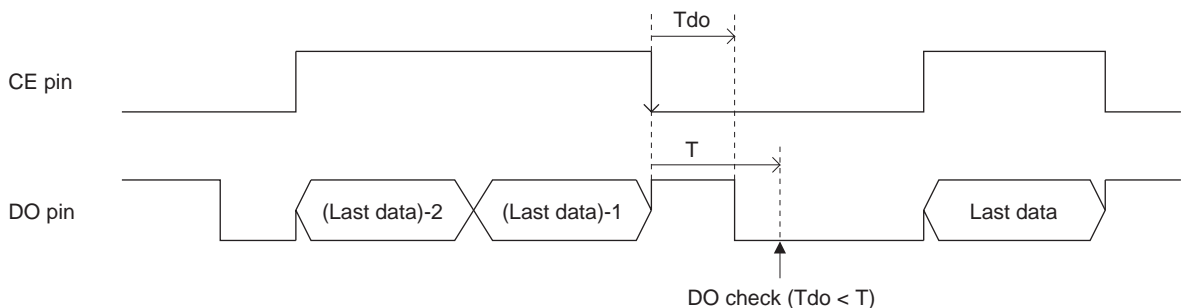 Tdo
CE pin
T
DO pin
(Last data)-2
(Last data)-1
Last data
DO check (Tdo < T)